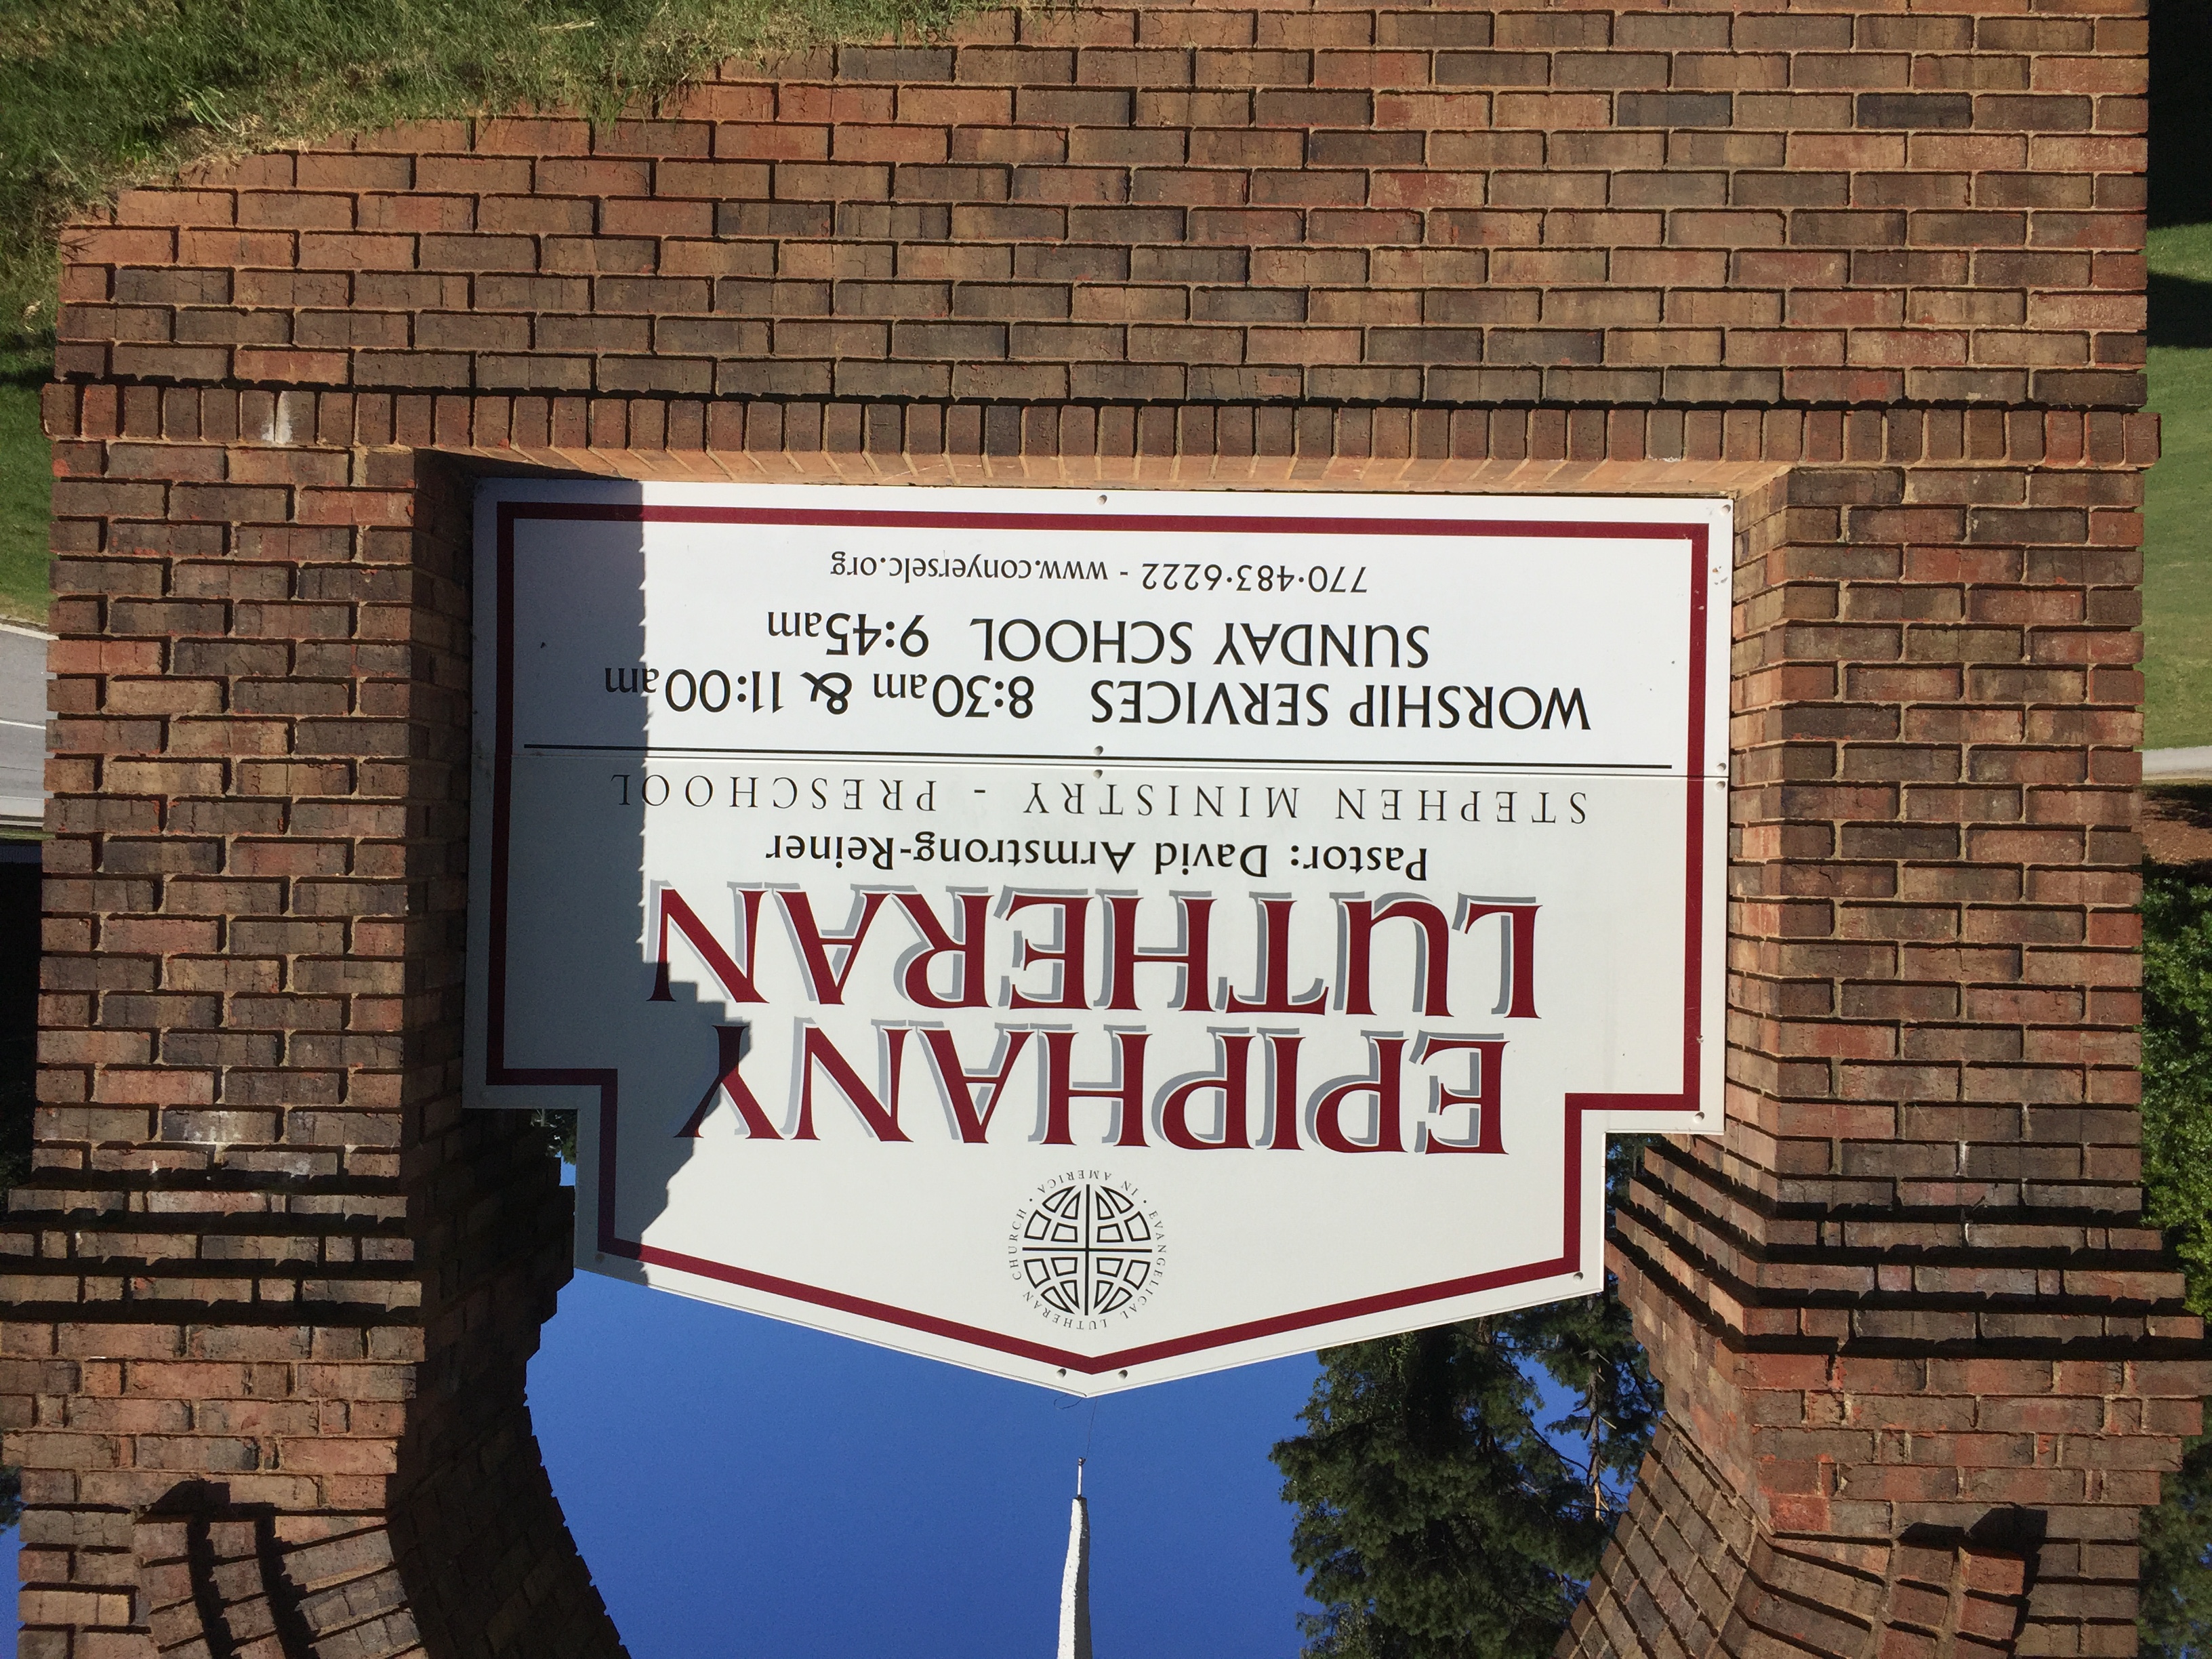 EVANGELICAL LUTHERAN CHURCH • IN AMERICA •
EPIPHANY
LUTHERAN
Pastor: David Armstrong-Reiner
STEPHEN MINISTRY - PRESCHOOL
WORSHIP SERVICES 8:30am & 11:00am
SUNDAY SCHOOL 9:45am
770·483·6222 - www.conyerselc.org